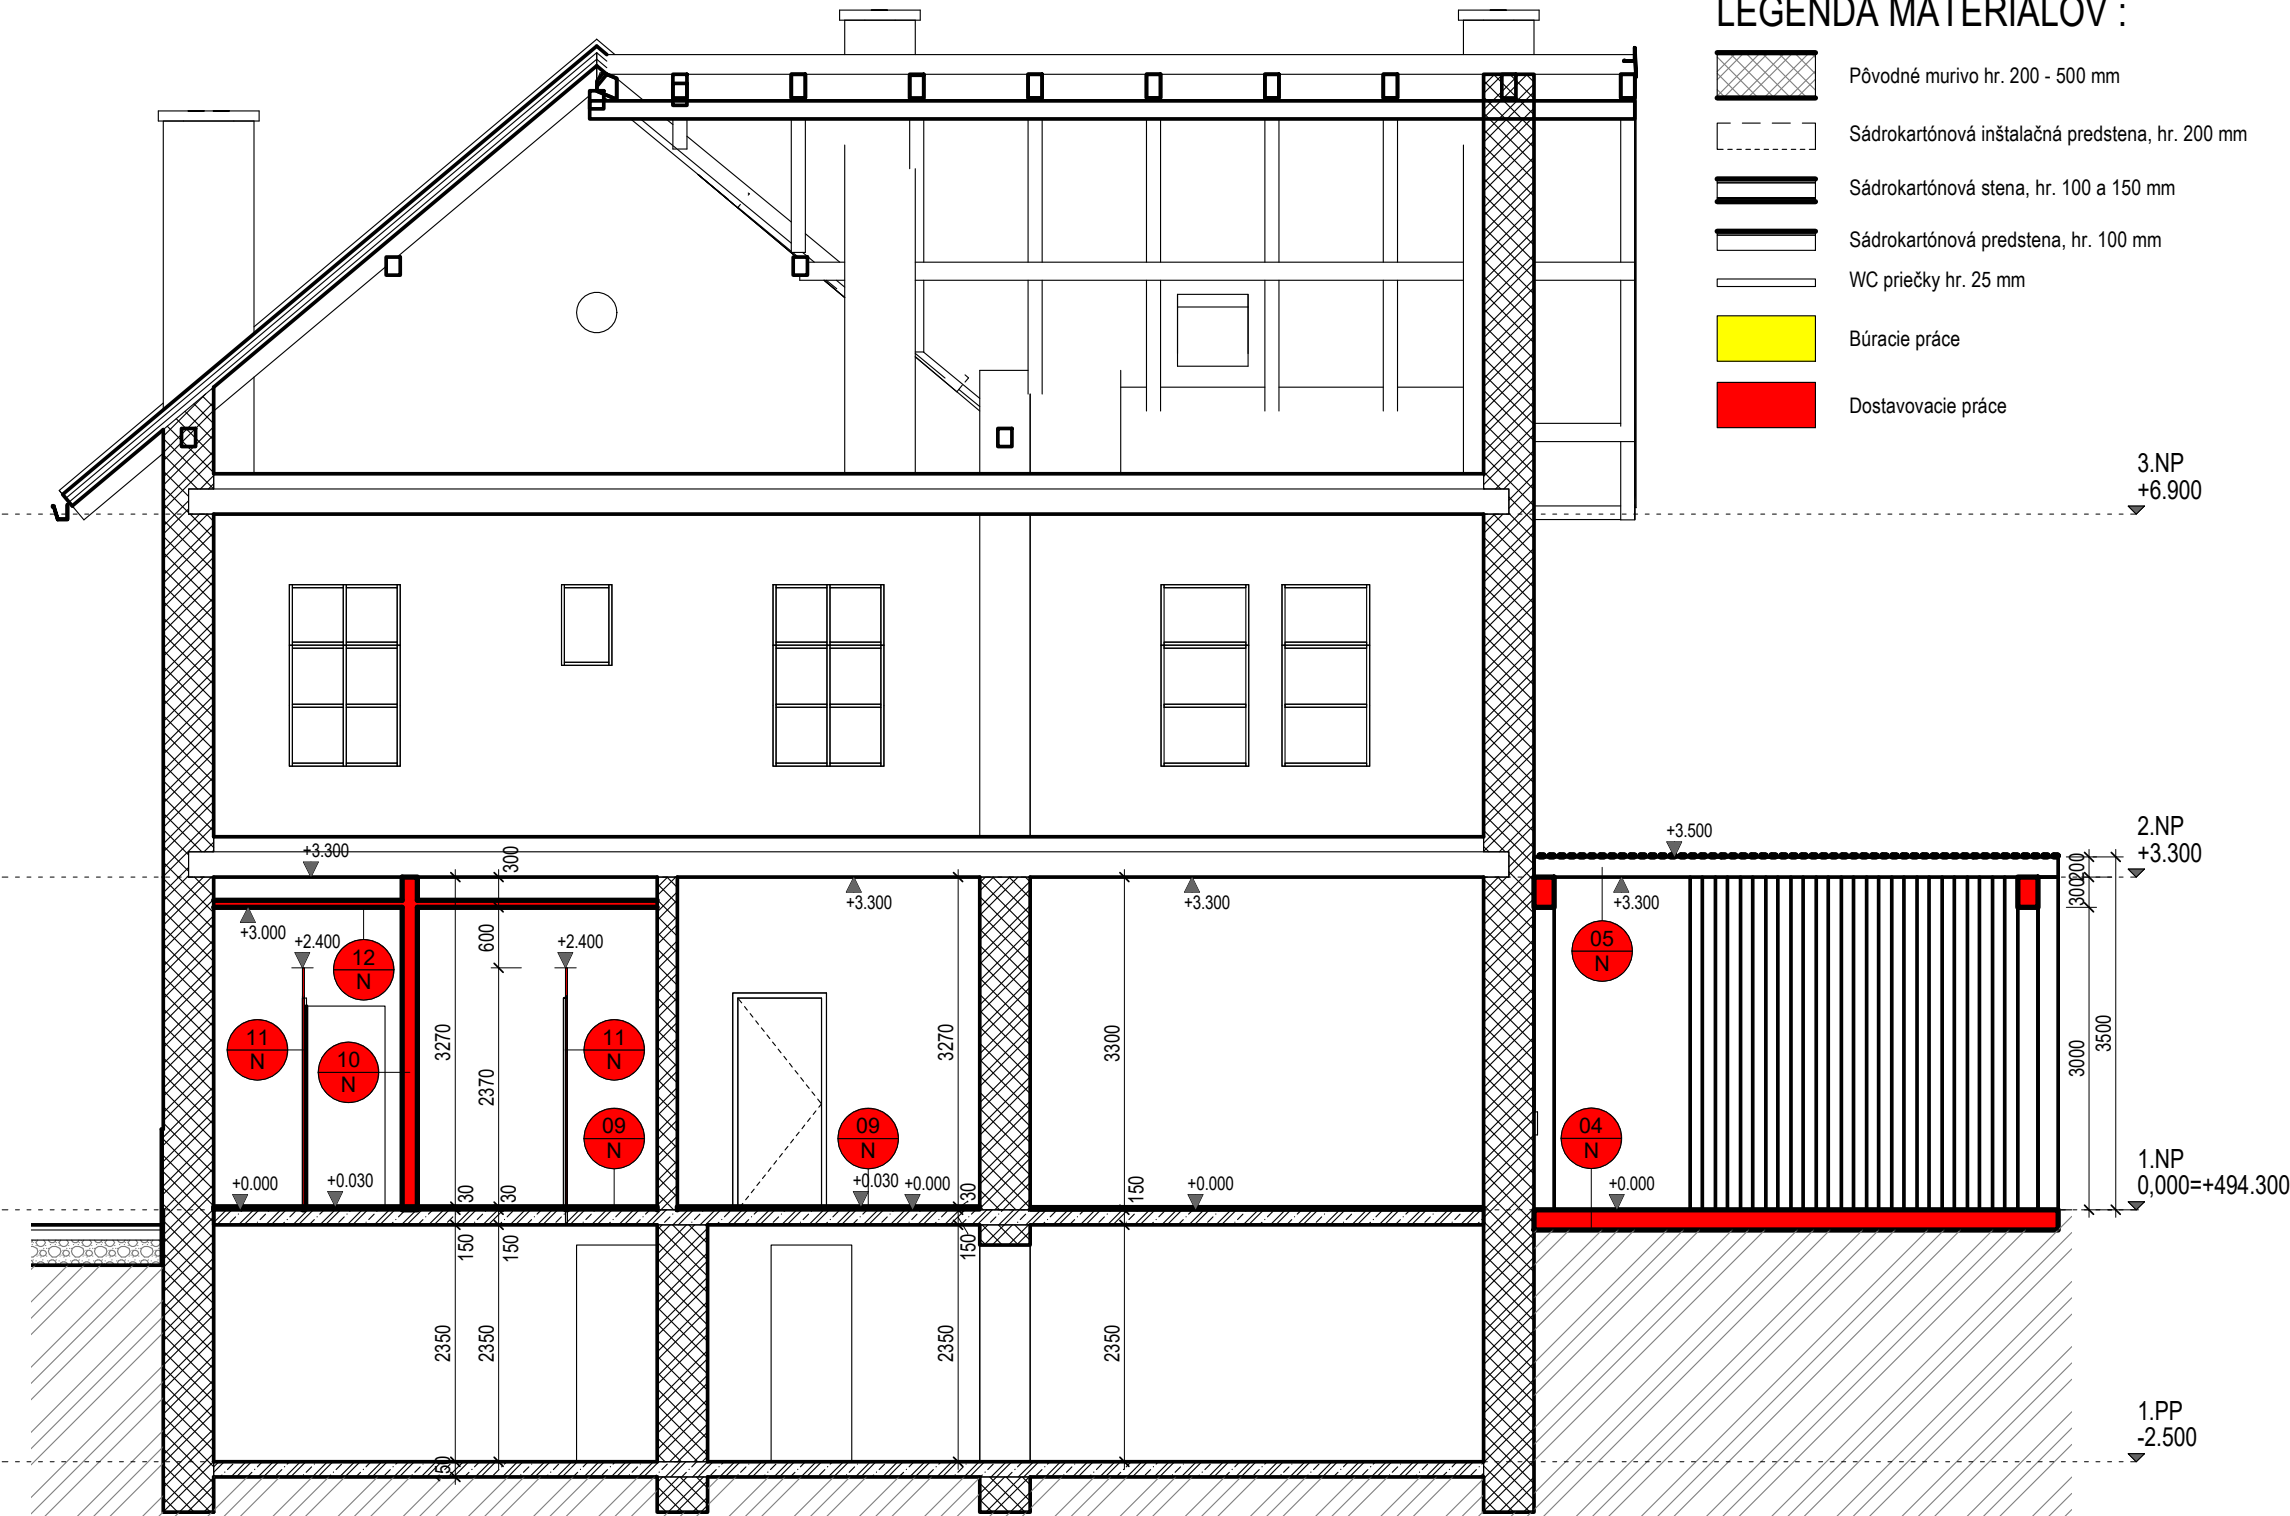 LEGENDA MATERIÁLOV :
Pôvodné murivo hr. 200 - 500 mm
Sádrokartónová inštalačná predstena, hr. 200 mm
Sádrokartónová stena, hr. 100 a 150 mm
Sádrokartónová predstena, hr. 100 mm
WC priečky hr. 25 mm
Búracie práce
Dostavovacie práce
3.NP
+6.900
2.NP
+3.300
1.NP
0,000=+494.300
1.PP
-2.500
+3.300
300
+3.300
+3.300
+3.500
+3.300
200
300
+3.000
+2.400
12
N
600
+2.400
05
N
11
N
10
N
3270
2370
11
N
09
N
3270
09
N
3300
04
N
3000
3500
+0.000
+0.030
30
30
+0.030
+0.000
30
150
+0.000
+0.000
150
150
150
2350
2350
2350
2350